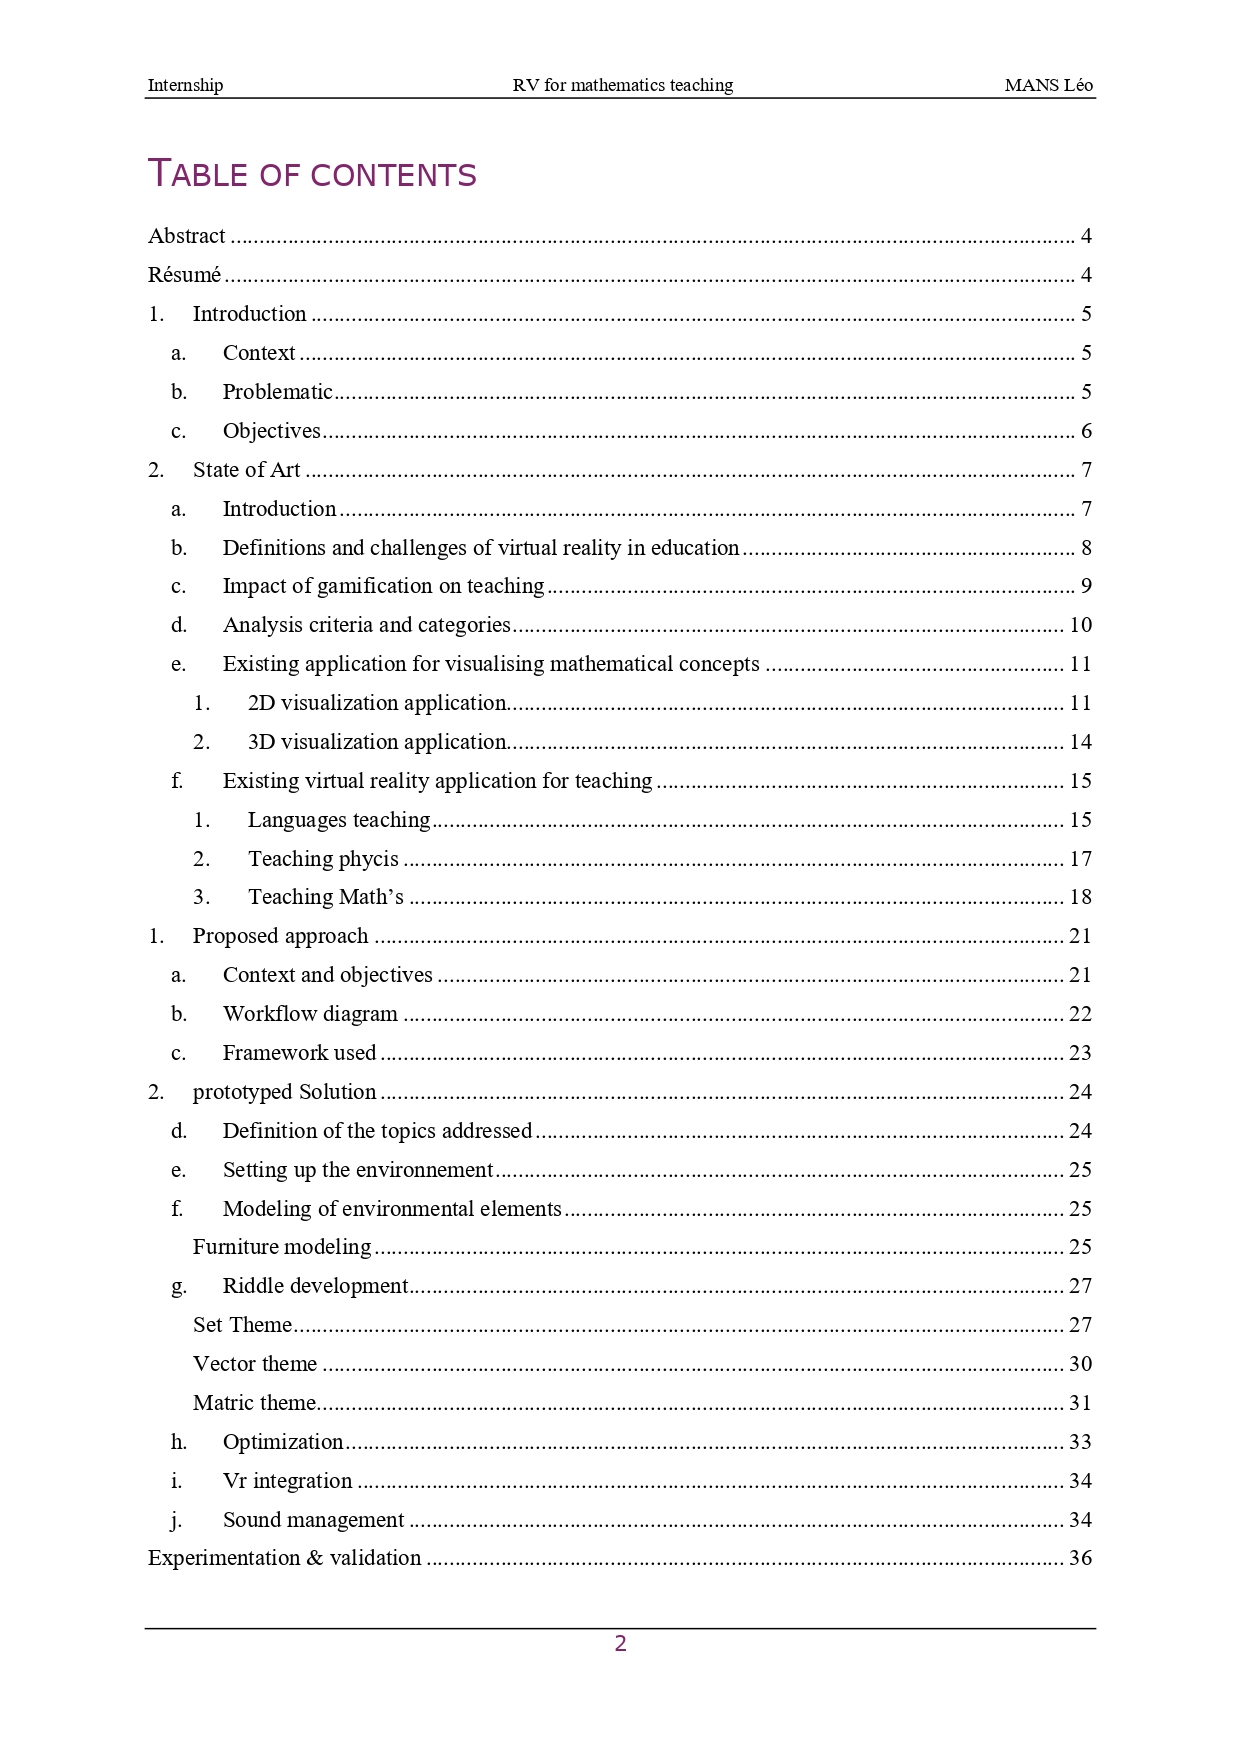 Internship RV for mathematics teaching MANS Léo
TABLE OF CONTENTS
Abstract 4
Résumé 4
1. Introduction 5
a. Context 5
b. Problematic 5
c. Objectives 6
2. State of Art 7
a. Introduction 7
b. Definitions and challenges of virtual reality in education 8
c. Impact of gamification on teaching 9
d. Analysis criteria and categories 10
e. Existing application for visualising mathematical concepts 11
1. 2D visualization application 11
2. 3D visualization application 14
f. Existing virtual reality application for teaching 15
1. Languages teaching 15
2. Teaching phycis 17
3. Teaching Math’s 18
1. Proposed approach 21
a. Context and objectives 21
b. Workflow diagram 22
c. Framework used 23
2. prototyped Solution 24
d. Definition of the topics addressed 24
e. Setting up the environnement 25
f. Modeling of environmental elements 25
Furniture modeling 25
g. Riddle development 27
Set Theme 27
Vector theme 30
Matric theme 31
h. Optimization 33
i. Vr integration 34
j. Sound management 34
Experimentation & validation 36
2